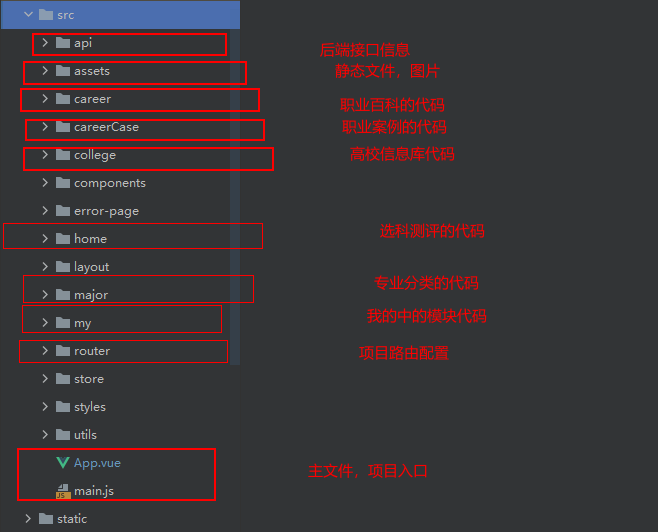 src
api
后端接口信息
assets
静态文件，图片
career
职业百科的代码
careerCase
职业案例的代码
college
高校信息库代码
components
error-page
home
选科测评的代码
layout
major
专业分类的代码
my
我的中的模块代码
router
项目路由配置
store
styles
utils
App.vue
主文件，项目入口
JS main.js
static